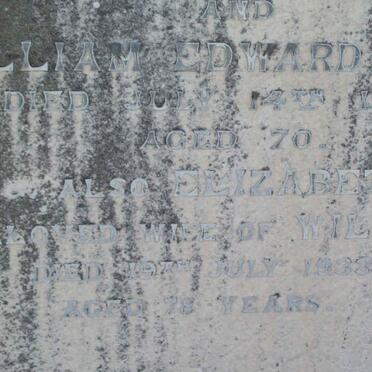 AND
LLIAM EDWARD
DIED JULY 14TH
AGED 70.
ALSO ELIZABE
LOVED WIFE OF WIL
DIED 19TH JULY 1933
AGED 78 YEARS.